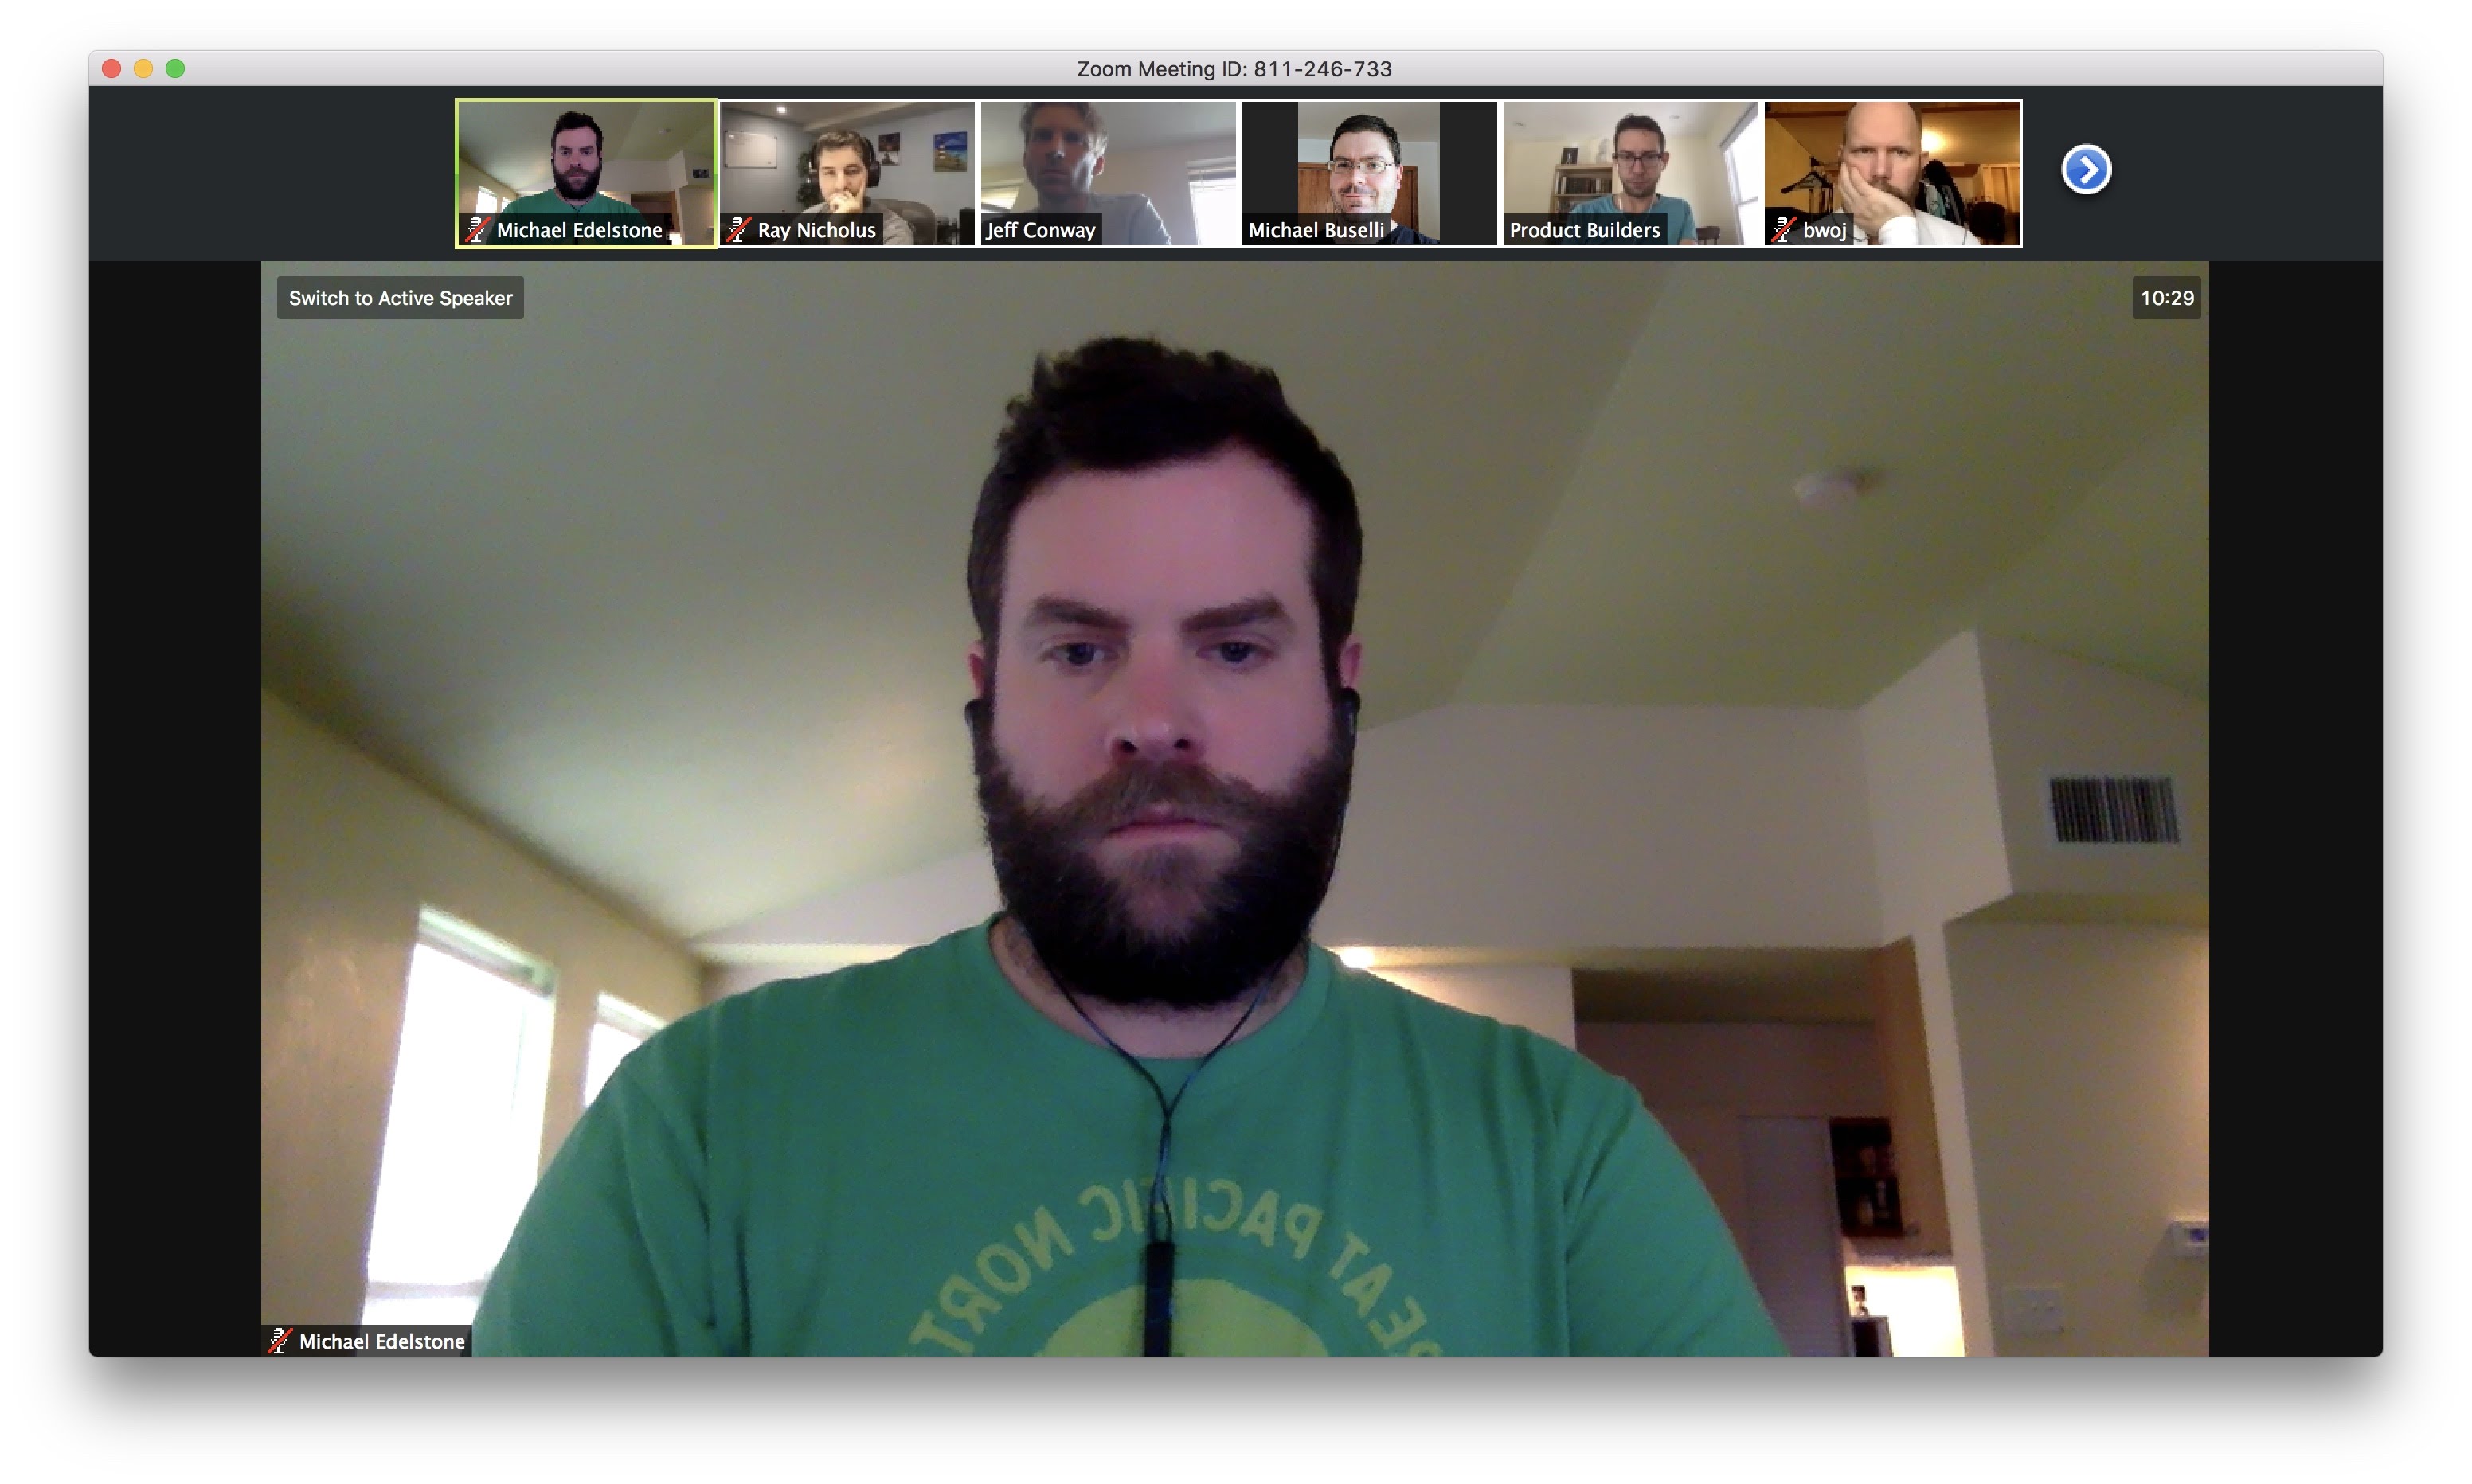 Zoom Meeting ID: 811-246-733
Michael Edelstone
Ray Nicholus
Jeff Conway
Michael Buselli
Product Builders
bwoj
Switch to Active Speaker
10:29
PACIFIC
Michael Edelstone